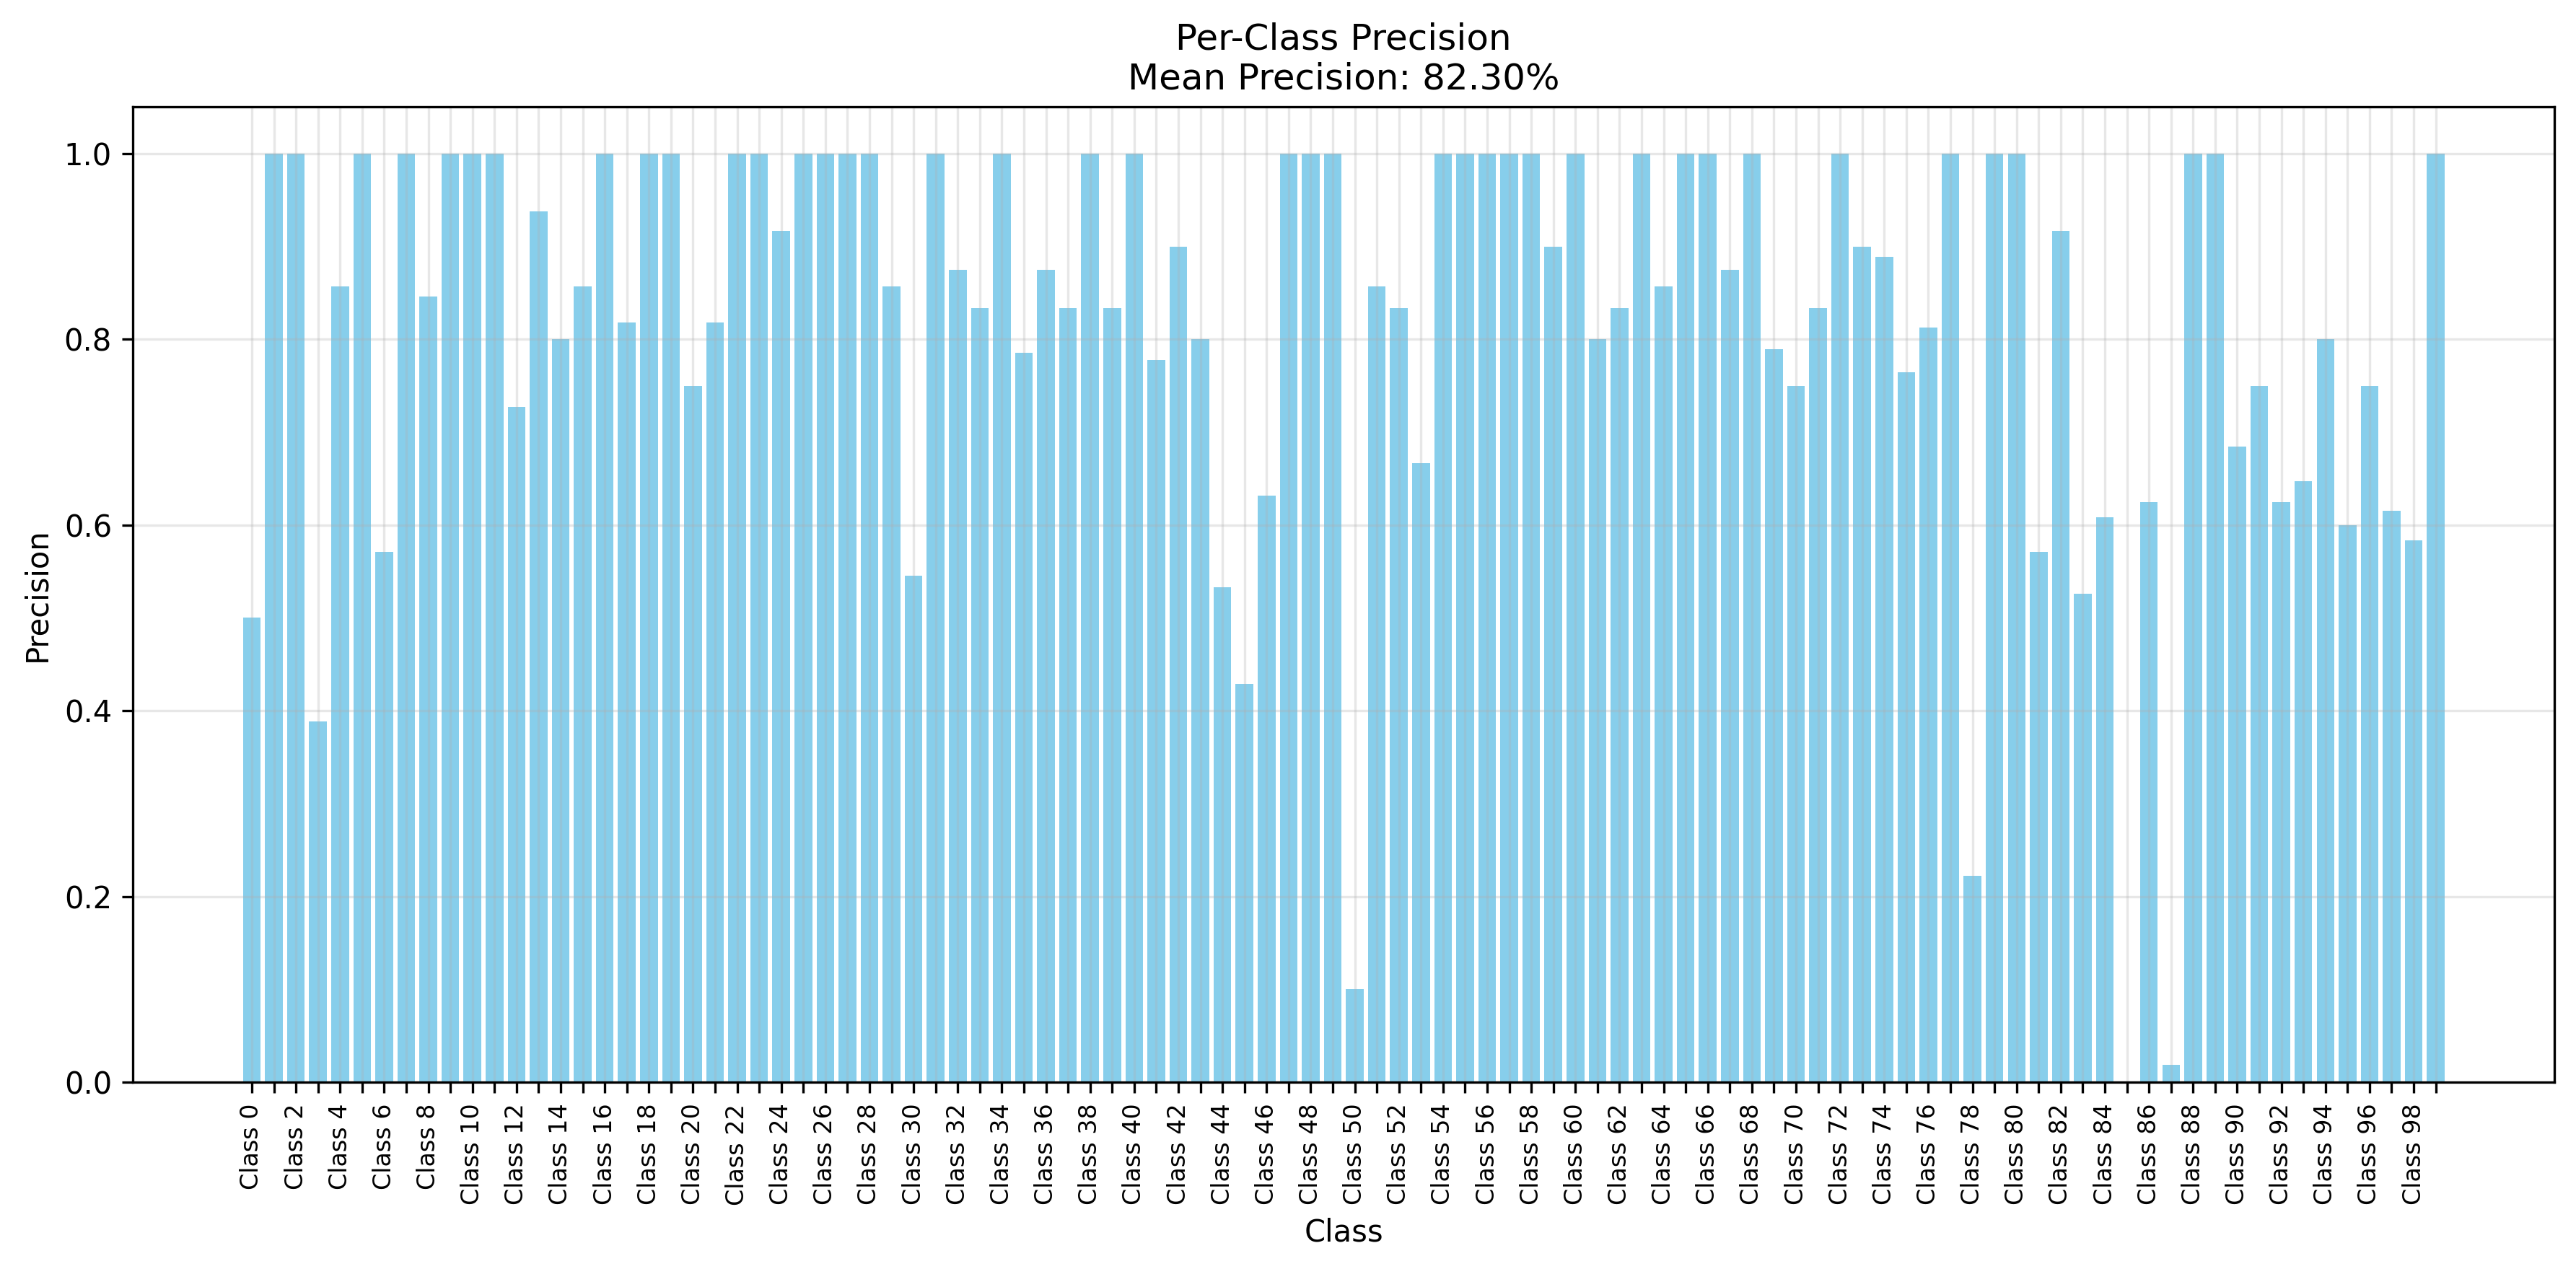 Per-Class Precision
Mean Precision: 82.30%
Precision
1.0
0.8
0.6
0.4
0.2
0.0
Class 0
Class 2
Class 4
Class 6
Class 8
Class 10
Class 12
Class 14
Class 16
Class 18
Class 20
Class 22
Class 24
Class 26
Class 28
Class 30
Class 32
Class 34
Class 36
Class 38
Class 40
Class 42
Class 44
Class 46
Class 48
Class 50
Class 52
Class 54
Class 56
Class 58
Class 60
Class 62
Class 64
Class 66
Class 68
Class 70
Class 72
Class 74
Class 76
Class 78
Class 80
Class 82
Class 84
Class 86
Class 88
Class 90
Class 92
Class 94
Class 96
Class 98
Class